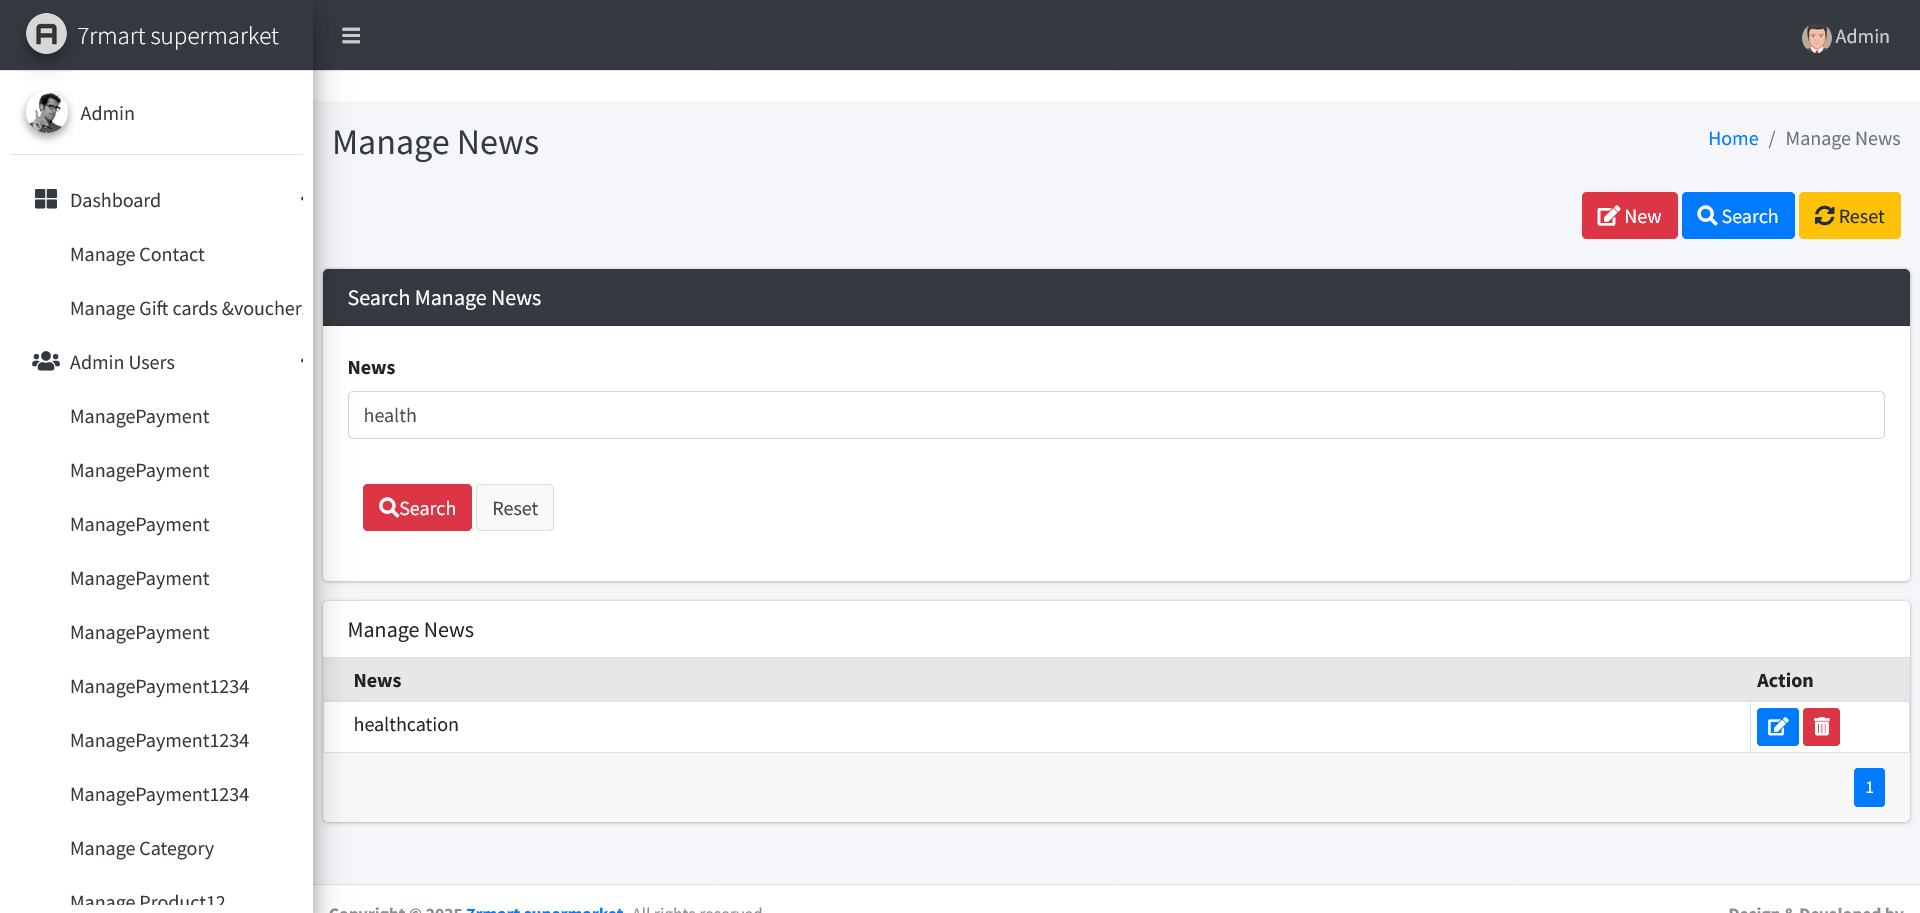 7rmart supermarket
Admin
Admin
Manage News
Home / Manage News
Dashboard
Manage Contact
Manage Gift cards &voucher
Admin Users
ManagePayment
ManagePayment
ManagePayment
ManagePayment
ManagePayment
ManagePayment1234
ManagePayment1234
ManagePayment1234
Manage Category
Manage Product12
New
Search
Reset
Search Manage News
News
health
Search
Reset
Manage News
News Action
healthcation
1
Copyright © 2025 7rmart supermarket. All rights reserved.
Design & Developed by